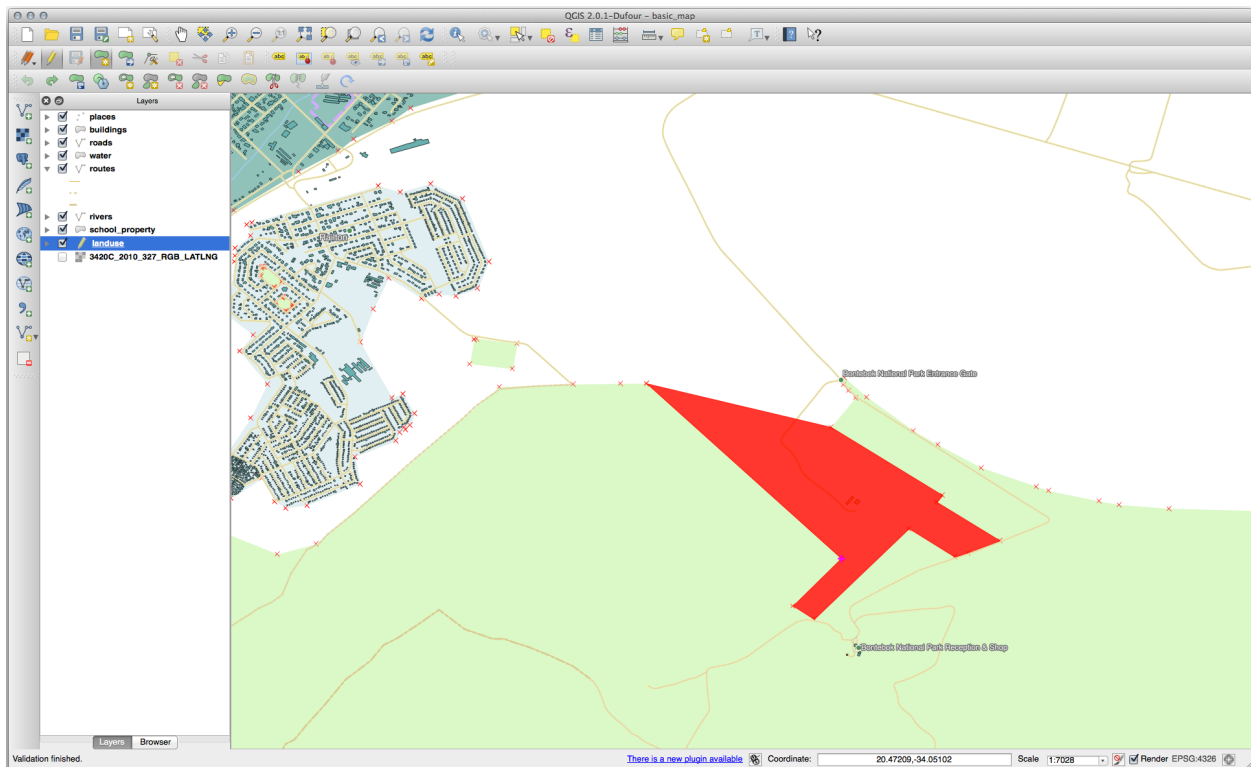 QGIS 2.0.1-Dufour - basic_map
Layers
places
buildings
roads
water
routes
rivers
school_property
landuse
3420C_2010_327_RGB_LATLNG
Railton
Bontebok National Park Entrance Gate
Bontebok National Park Reception & Shop
Layers Browser
Validation finished. There is a new plugin available Coordinate: 20.47209,-34.05102 Scale 1:7028 Render EPSG:4326